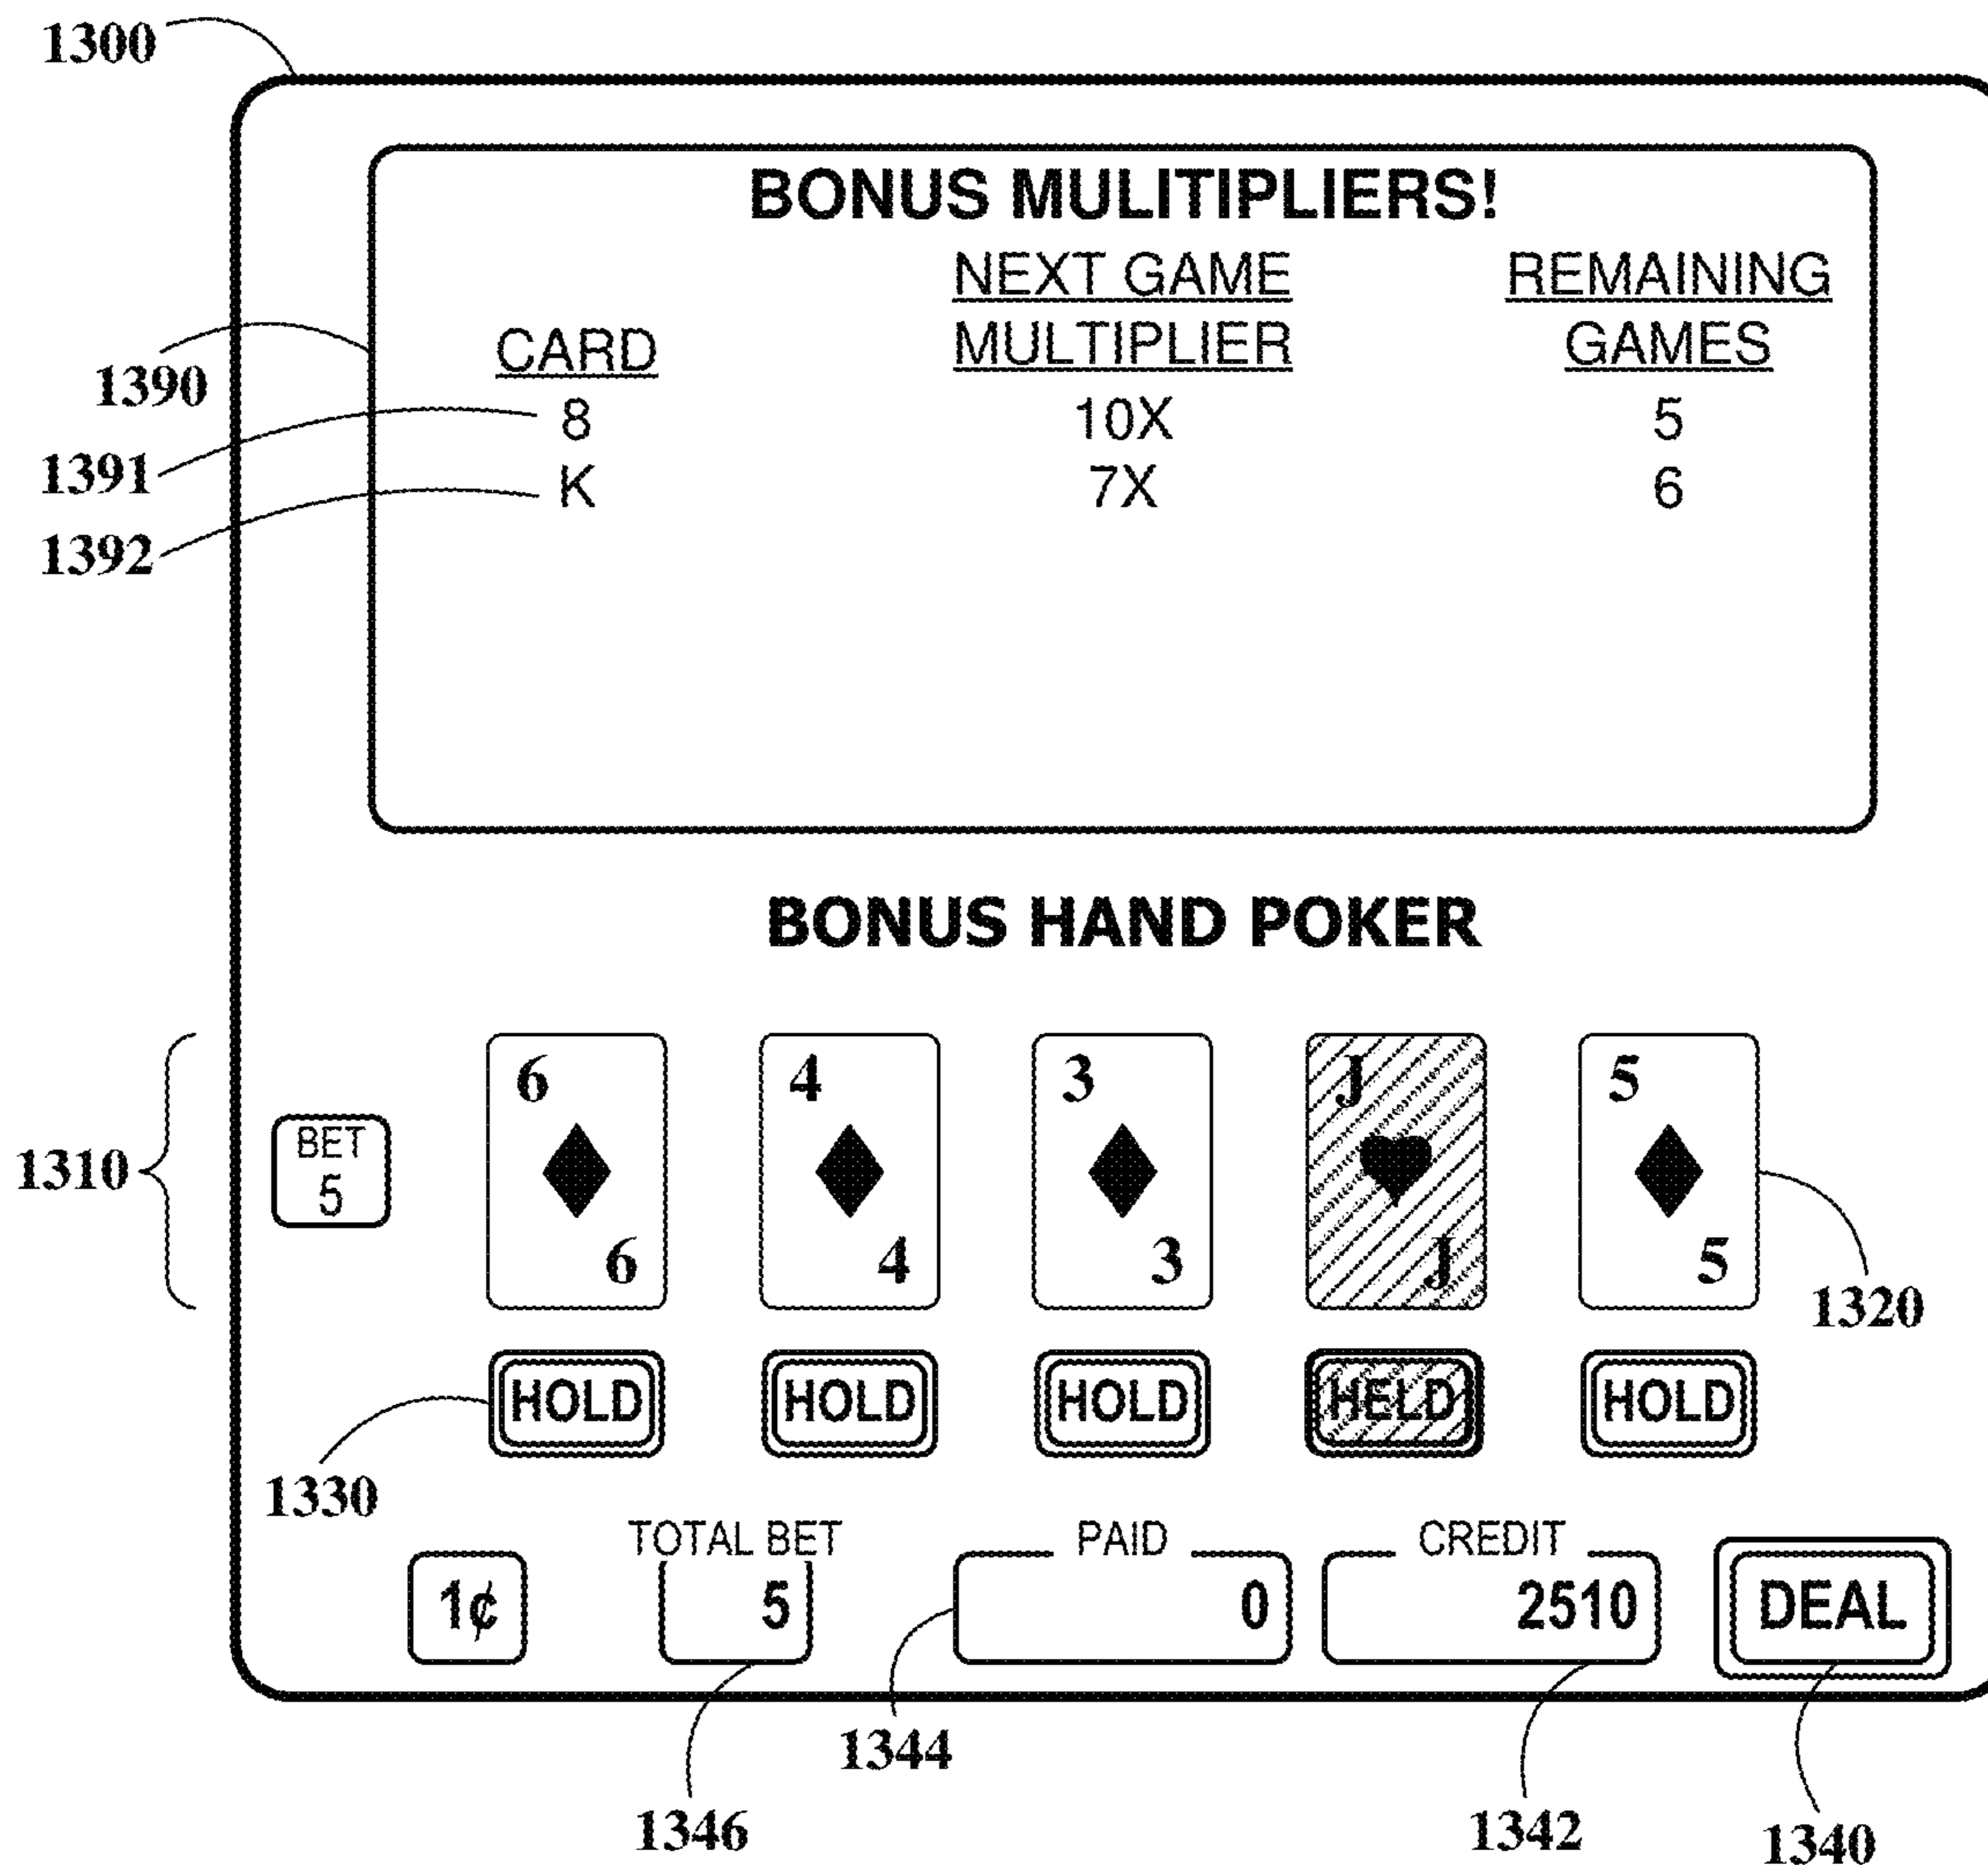 1300
BONUS MULITIPLIERS!
NEXT GAME REMAINING
CARD MULTIPLIER GAMES
1390
8 10X 5
1391
K 7X 6
1392
BONUS HAND POKER
6 4 3 J 5
BET
5
1310
6 4 3 J 5
1320
HOLD HOLD HOLD HELD HOLD
1330
TOTAL BET PAID CREDIT
1¢ 5 0 2510 DEAL
1344
1346 1342 1340